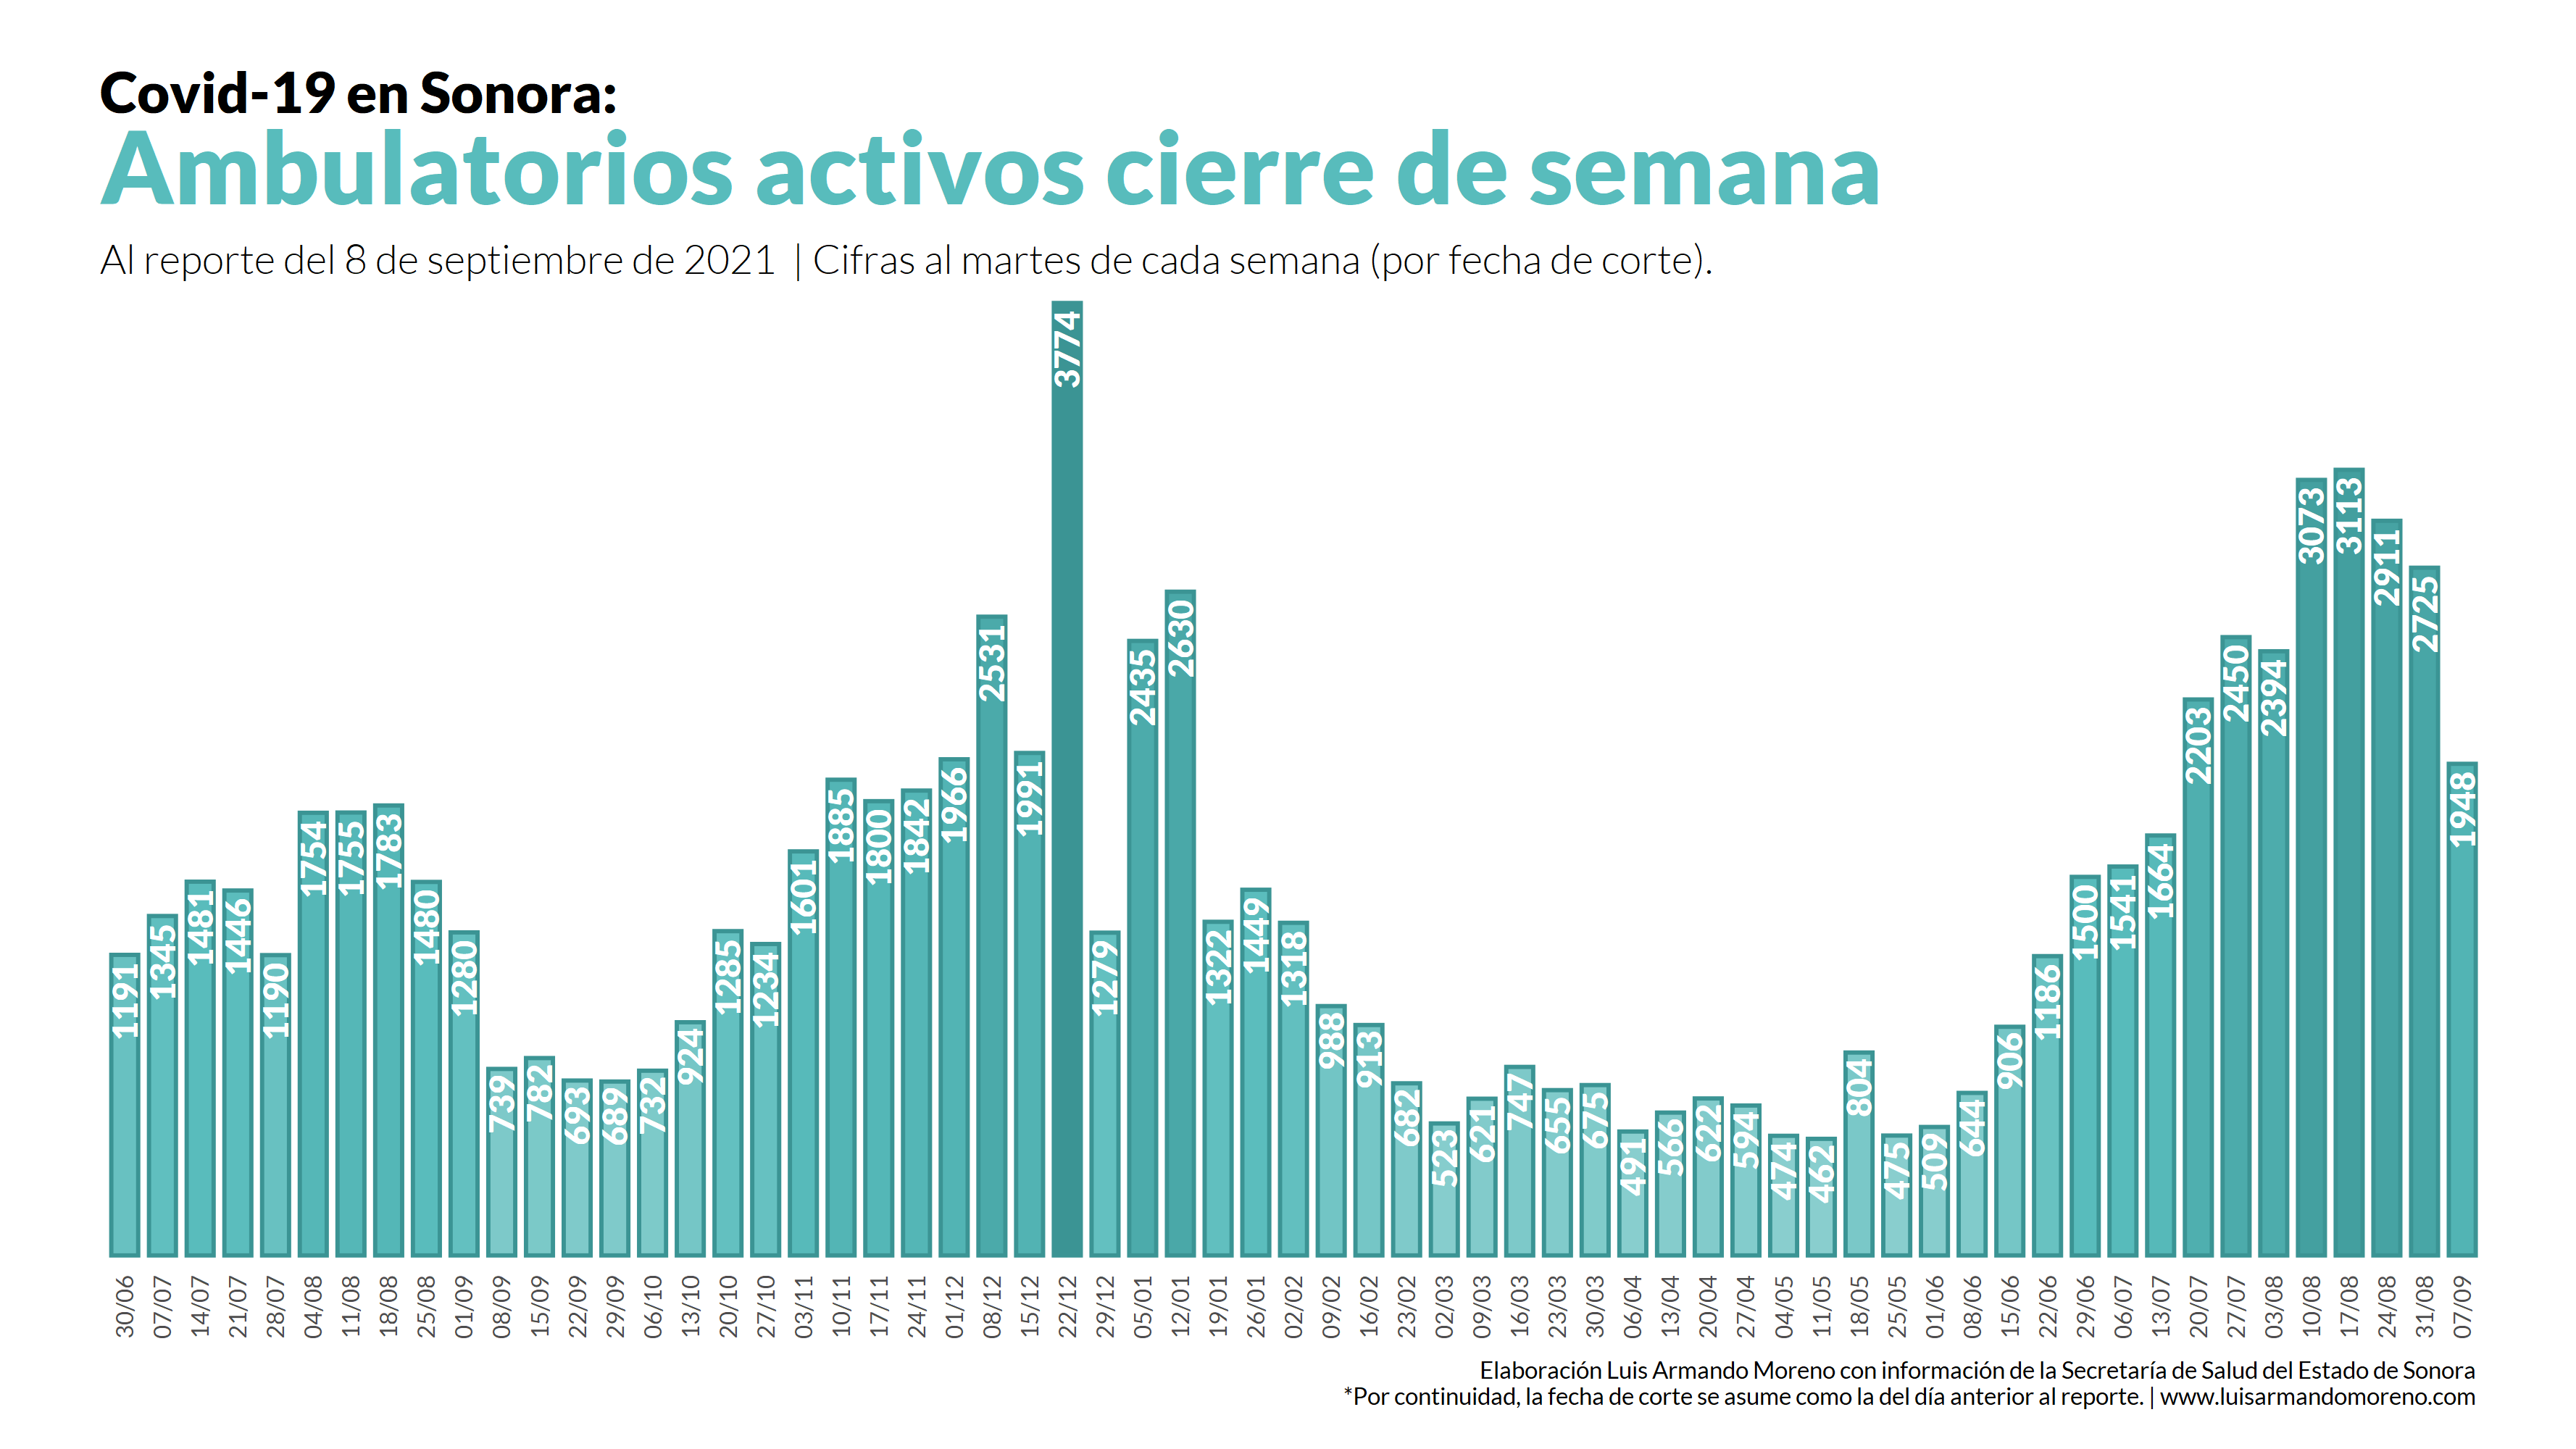 Covid-19 en Sonora:
Ambulatorios activos cierre de semana
Al reporte del 8 de septiembre de 2021 | Cifras al martes de cada semana (por fecha de corte).
1191 1345 1481 1446 1190 1754 1755 1783 1480 1280 739 782 693 689 732 924 1285 1234 1601 1885 1800 1842 1966 2531 1991 3774 1279 2435 2630 1322 1449 1318 988 913 682 523 621 747 655 675 491 566 622 594 474 462 804 475 509 644 906 1186 1500 1541 1664 2203 2450 2394 3073 3113 2911 2725 1948
30/06 07/07 14/07 21/07 28/07 04/08 11/08 18/08 25/08 01/09 08/09 15/09 22/09 29/09 06/10 13/10 20/10 27/10 03/11 10/11 17/11 24/11 01/12 08/12 15/12 22/12 29/12 05/01 12/01 19/01 26/01 02/02 09/02 16/02 23/02 02/03 09/03 16/03 23/03 30/03 06/04 13/04 20/04 27/04 04/05 11/05 18/05 25/05 01/06 08/06 15/06 22/06 29/06 06/07 13/07 20/07 27/07 03/08 10/08 17/08 24/08 31/08 07/09
Elaboración Luis Armando Moreno con información de la Secretaría de Salud del Estado de Sonora
*Por continuidad, la fecha de corte se asume como la del día anterior al reporte. | www.luisarmandomoreno.com